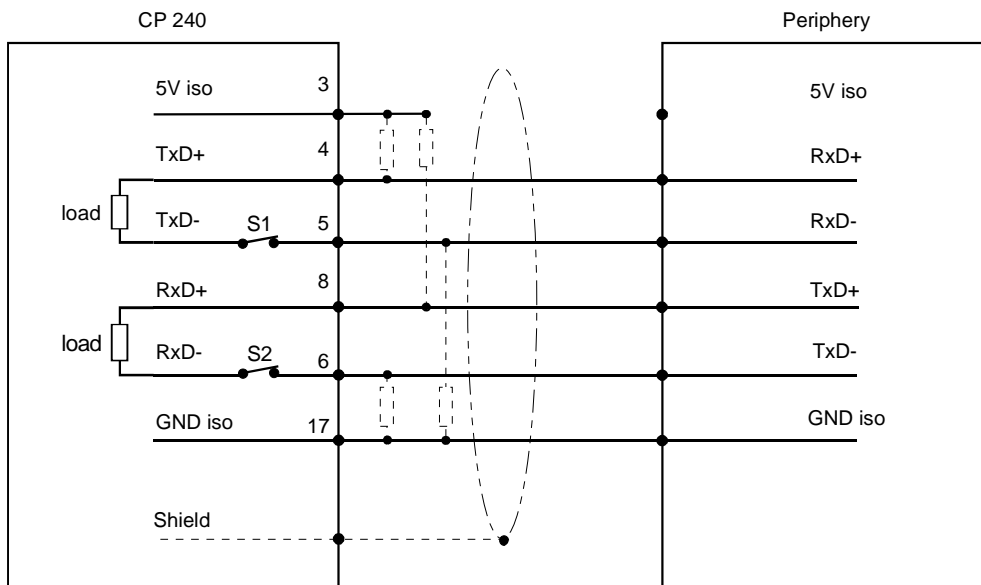 CP 240 Periphery
5V iso 3 5V iso
TxD+ 4 RxD+
load TxD- S1 5 RxD-
RxD+ 8 TxD+
load RxD- S2 6 TxD-
GND iso 17 GND iso
Shield